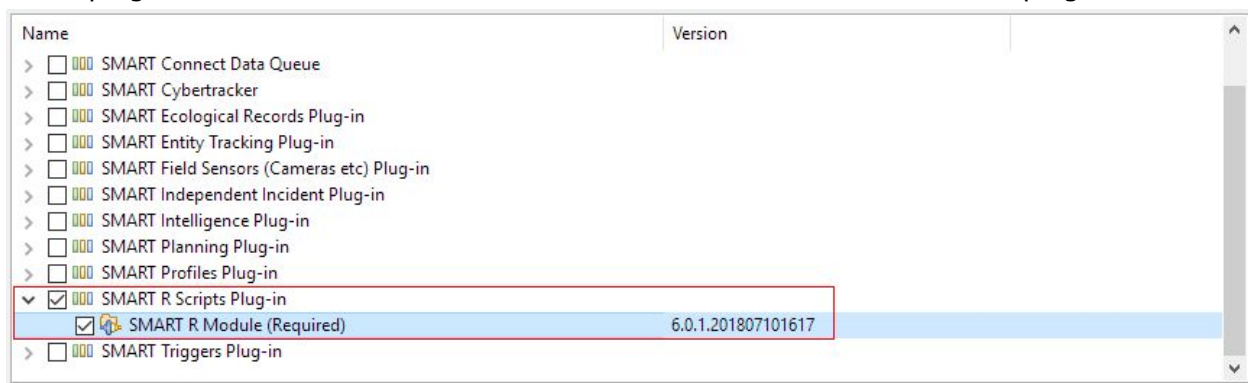 Name Version
SMART Connect Data Queue
SMART Cybertracker
SMART Ecological Records Plug-in
SMART Entity Tracking Plug-in
SMART Field Sensors (Cameras etc) Plug-in
SMART Independent Incident Plug-in
SMART Intelligence Plug-in
SMART Planning Plug-in
SMART Profiles Plug-in
SMART R Scripts Plug-in
SMART R Module (Required) 6.0.1.201807101617
SMART Triggers Plug-in